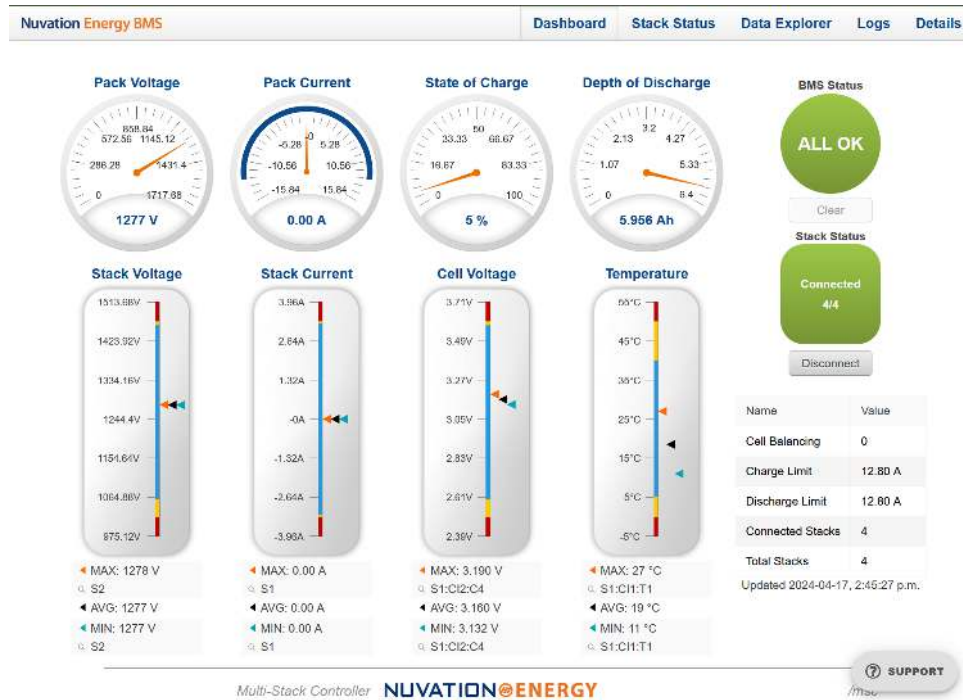 Nuvation Energy BMS
Dashboard Stack Status Data Explorer Logs Details
Pack Voltage
0 286.28 572.56 858.84 1145.12 1431.4 1717.68
1277 V
Pack Current
-15.84 -10.56 -5.28 -0 5.28 10.56 15.84
0.00 A
State of Charge
0 16.67 33.33 50 66.67 83.33 100
5 %
Depth of Discharge
0 1.07 2.13 3.2 4.27 5.33 6.4
5.956 Ah
BMS Status
ALL OK
Clear
Stack Status
Connected
4/4
Disconnect
Stack Voltage
1513.68V
1423.92V
1334.16V
1244.4V
1154.64V
1064.88V
975.12V
MAX: 1278 V
S2
AVG: 1277 V
MIN: 1277 V
S2
Stack Current
3.96A
2.64A
1.32A
-0A
-1.32A
-2.64A
-3.96A
MAX: 0.00 A
S1
AVG: 0.00 A
MIN: 0.00 A
S1
Cell Voltage
3.71V
3.49V
3.27V
3.05V
2.83V
2.61V
2.39V
MAX: 3.190 V
S1:CI2:C4
AVG: 3.160 V
MIN: 3.132 V
S1:CI2:C4
Temperature
55°C
45°C
35°C
25°C
15°C
5°C
-5°C
MAX: 27 °C
S1:CI1:T1
AVG: 19 °C
MIN: 11 °C
S1:CI1:T1
Name Value
Cell Balancing 0
Charge Limit 12.80 A
Discharge Limit 12.80 A
Connected Stacks 4
Total Stacks 4
Updated 2024-04-17, 2:45:27 p.m.
SUPPORT
Multi-Stack Controller NUVATION ENERGY